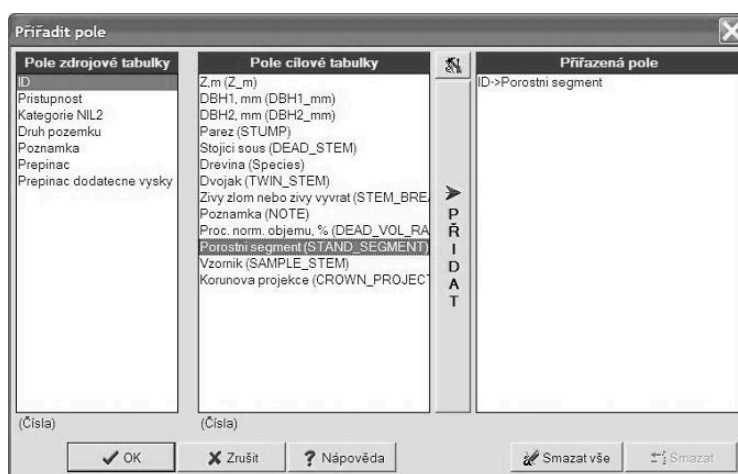 Přiřadit pole
Pole zdrojové tabulky
ID
Pristupnost
Kategorie NIL2
Druh pozemku
Poznamka
Prepinac
Prepinac dodatecne vysky
(Čísla)
Pole cílové tabulky
Z,m (Z_m)
DBH1, mm (DBH1_mm)
DBH2, mm (DBH2_mm)
Parez (STUMP)
Stojici sous (DEAD_STEM)
Drevina (Species)
Dvojak (TWIN_STEM)
Zivy zlom nebo zivy vyvrat (STEM_BRE
Poznamka (NOTE)
Proc. norm. objemu, % (DEAD_VOL_RA
Porostni segment (STAND_SEGMENT)
Vzornik (SAMPLE_STEM)
Korunova projekce (CROWN_PROJECT
(Čísla)
PŘIDAT
Přiřazená pole
ID->Porostni segment
OK
Zrušit
? Nápověda
Smazat vše
Smazat